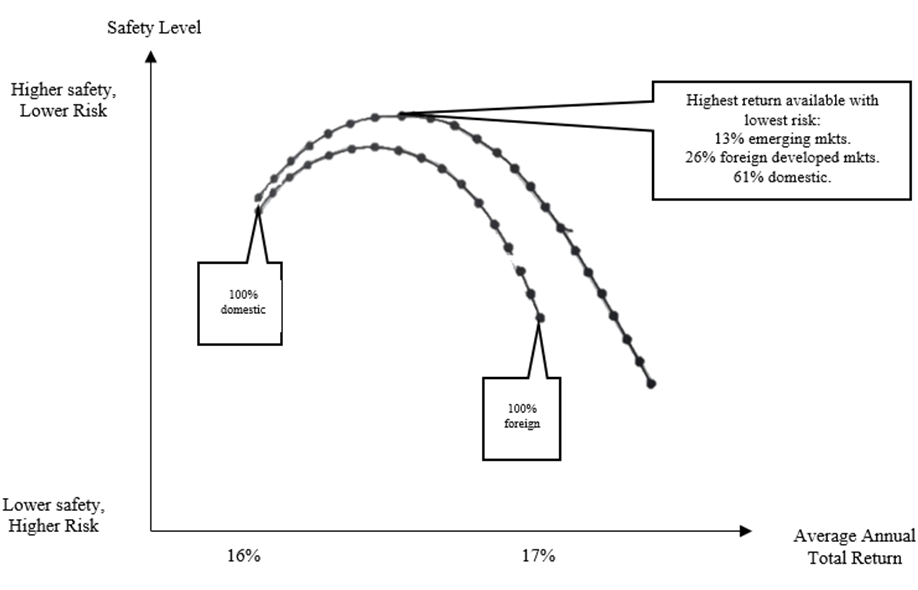 Safety Level
Higher safety,
Lower Risk
Highest return available with
lowest risk:
13% emerging mkts.
26% foreign developed mkts.
61% domestic.
100%
domestic
100%
foreign
Lower safety,
Higher Risk
16%
17%
Average Annual
Total Return